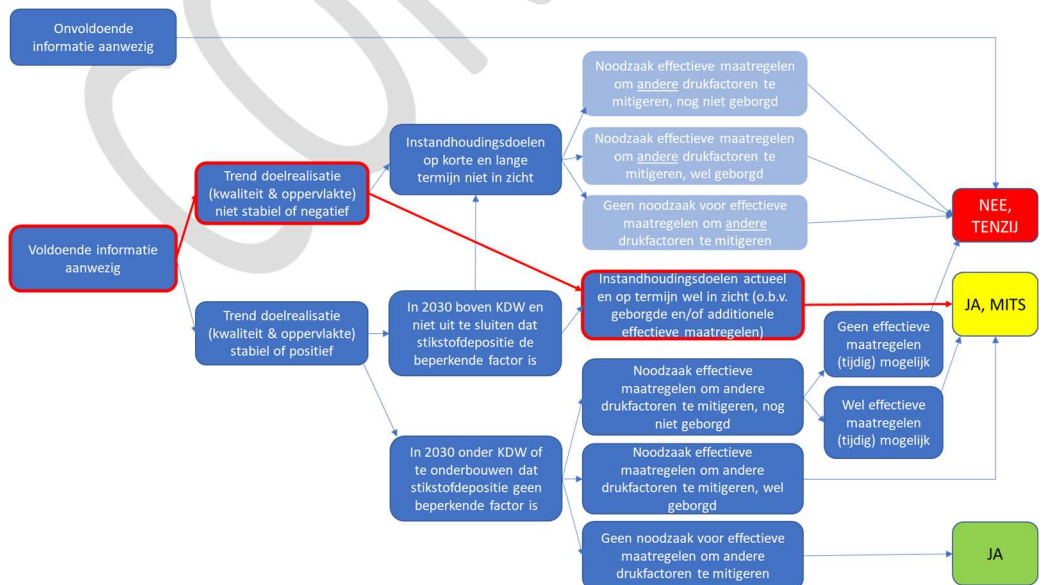 Onvoldoende
informatie aanwezig
Noodzaak effectieve maatregelen
om andere drukfactoren te
mitigeren, nog niet geborgd
Instandhoudingsdoelen
op korte en lange
termijn niet in zicht
Noodzaak effectieve maatregelen
om andere drukfactoren te
mitigeren, wel geborgd
Trend doelrealisatie
(kwaliteit & oppervlakte)
niet stabiel of negatief
Geen noodzaak voor effectieve
maatregelen om andere
drukfactoren te mitigeren
NEE,
TENZIJ
Voldoende informatie
aanwezig
Instandhoudingsdoelen actueel
en op termijn wel in zicht (o.b.v.
geborgde en/of additionele
effectieve maatregelen)
JA, MITS
Trend doelrealisatie
(kwaliteit & oppervlakte)
stabiel of positief
In 2030 boven KDW en
niet uit te sluiten dat
stikstofdepositie de
beperkende factor is
Geen effectieve
maatregelen
(tijdig) mogelijk
Noodzaak effectieve
maatregelen om andere
drukfactoren te mitigeren, nog
niet geborgd
Wel effectieve
maatregelen
(tijdig) mogelijk
In 2030 onder KDW of
te onderbouwen dat
stikstofdepositie geen
beperkende factor is
Noodzaak effectieve
maatregelen om andere
drukfactoren te mitigeren, wel
geborgd
Geen noodzaak voor effectieve
maatregelen om andere
drukfactoren te mitigeren
JA